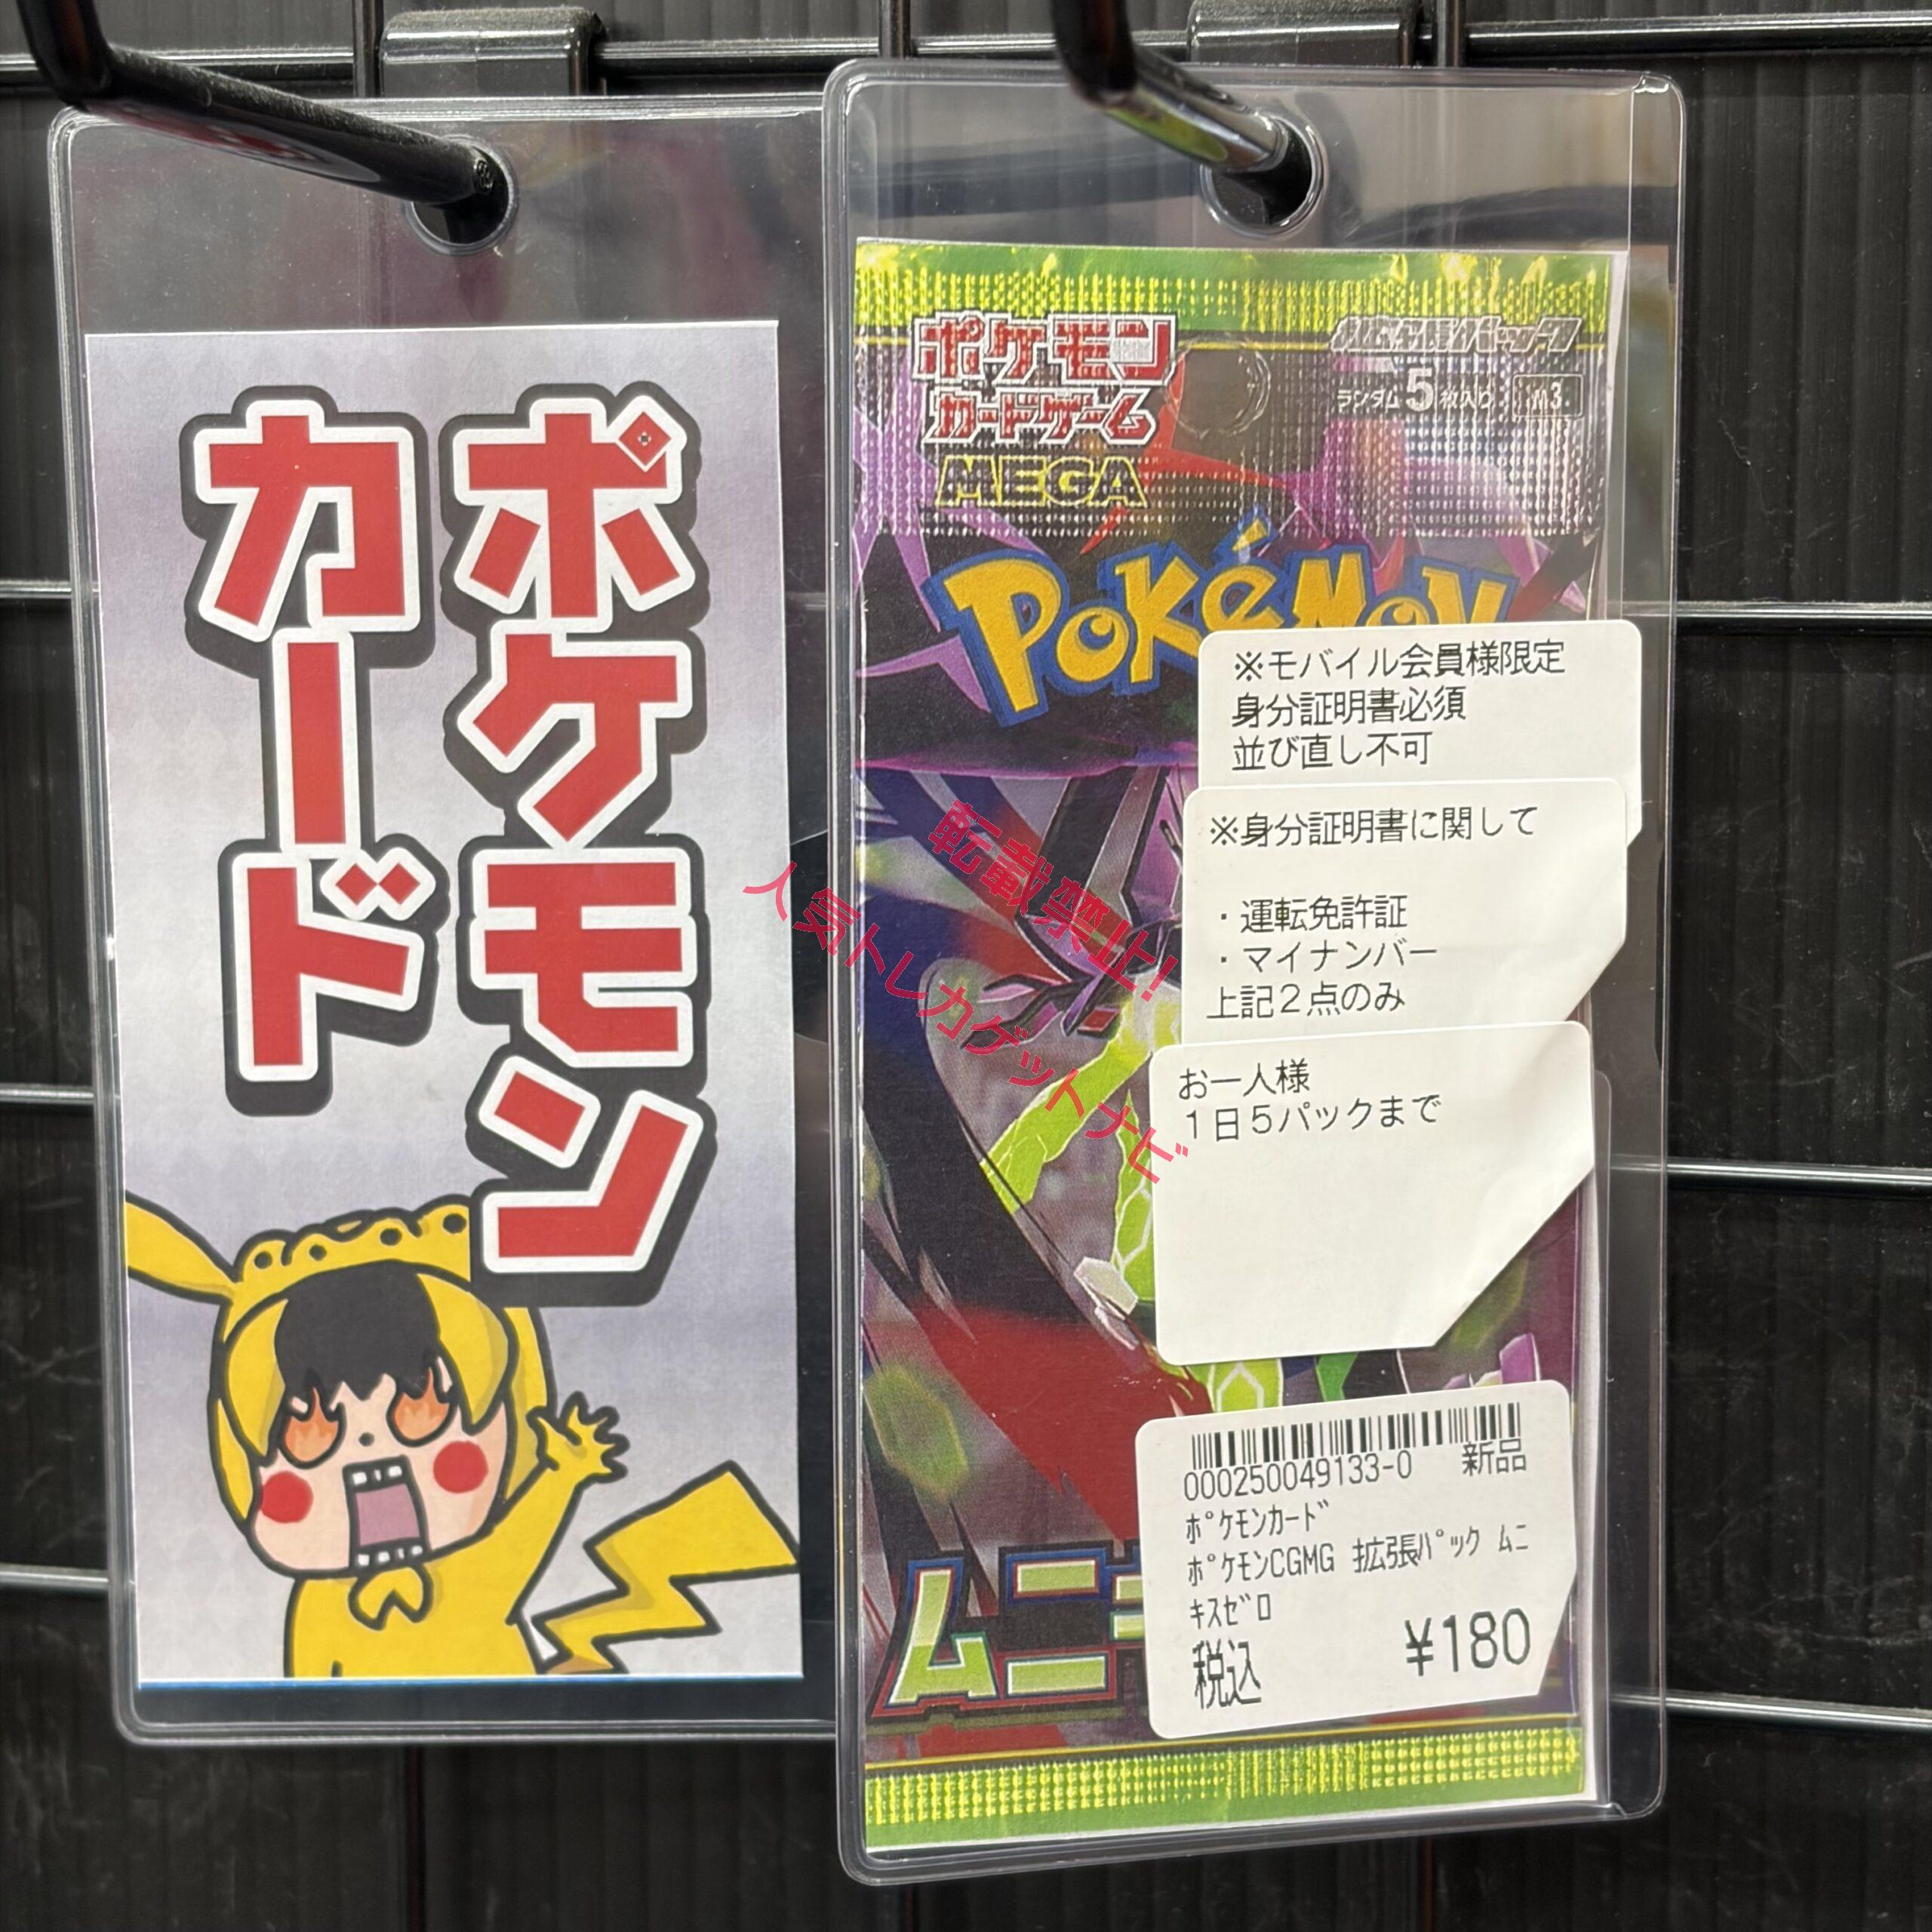 ポケモン
カード
ポケモン
カードゲーム
MEGA
拡張パック
ランダム5枚入り
M3
Pokémon
※モバイル会員様限定
身分証明書必須
並び直し不可
※身分証明書に関して
・運転免許証
・マイナンバー
上記2点のみ
お一人様
1日5パックまで
転載禁止!
人気トレカゲットナビ
ムニ
000250049133-0 新品
ポケモンカード
ポケモンCGMG 拡張パック ムニ
キスゼロ
税込 ¥180